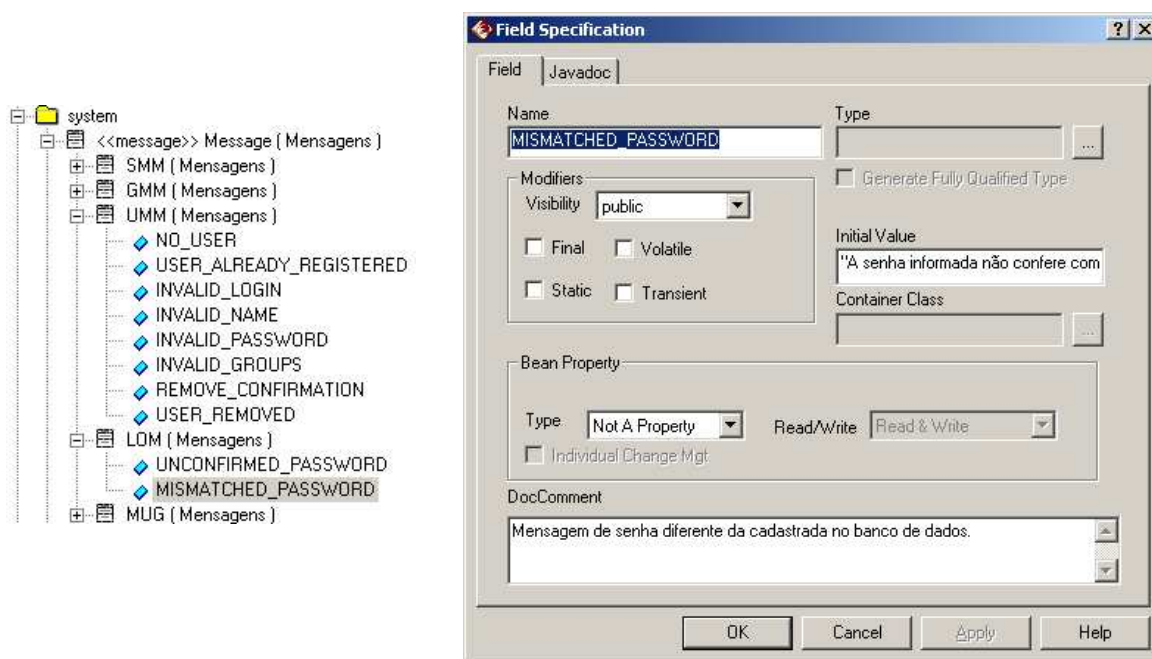 system
<<message>> Message ( Mensagens )
SMM ( Mensagens )
GMM ( Mensagens )
UMM ( Mensagens )
NO_USER
USER_ALREADY_REGISTERED
INVALID_LOGIN
INVALID_NAME
INVALID_PASSWORD
INVALID_GROUPS
REMOVE_CONFIRMATION
USER_REMOVED
LOM ( Mensagens )
UNCONFIRMED_PASSWORD
MISMATCHED_PASSWORD
MUG ( Mensagens )
Field Specification
Field Javadoc
Name
MISMATCHED_PASSWORD
Type
...
Generate Fully Qualified Type
Modifiers
Visibility public
Final Volatile
Static Transient
Initial Value
"A senha informada não confere com
Container Class
...
Bean Property
Type Not A Property Read/Write Read & Write
Individual Change Mgt
DocComment
Mensagem de senha diferente da cadastrada no banco de dados.
OK Cancel Apply Help